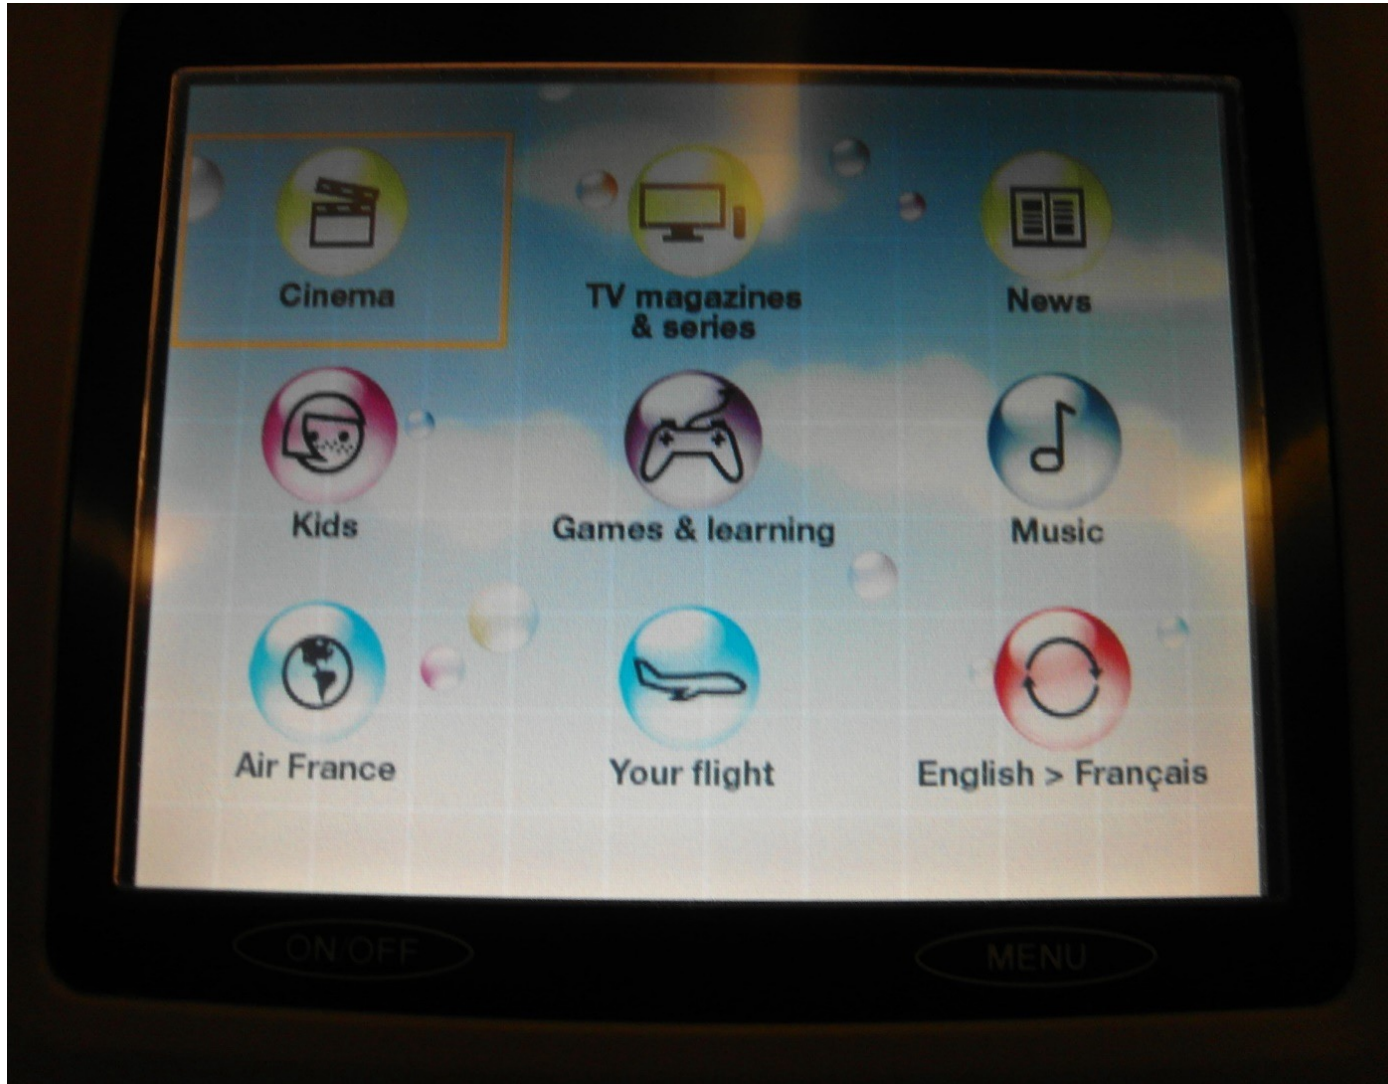 Cinema
TV magazines
& series
News
Kids
Games & learning
Music
Air France
Your flight
English > Français
ON/OFF
MENU